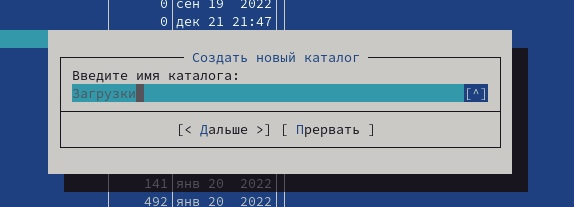 0 сен 19 2022
0 дек 21 21:47
Создать новый каталог
Введите имя каталога:
Загрузки [^]
[< Дальше >] [ Прервать ]
141 янв 20 2022
492 янв 20 2022